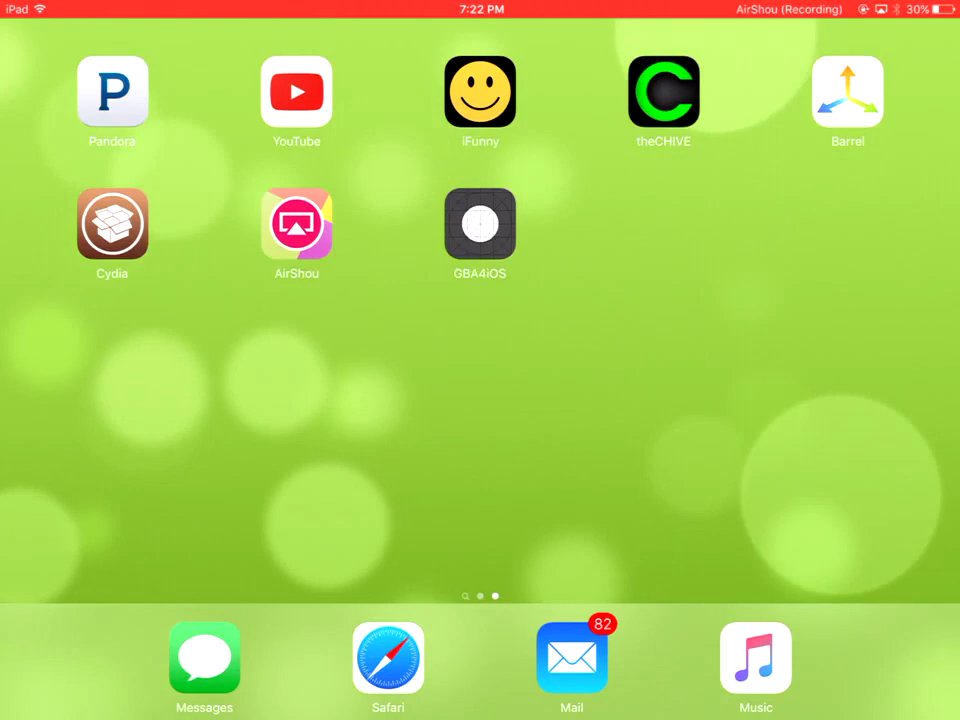 iPad 7:22 PM AirShou (Recording) 30%
P
Pandora YouTube iFunny theCHIVE Barrel
Cydia AirShou GBA4iOS
82
Messages Safari Mail Music